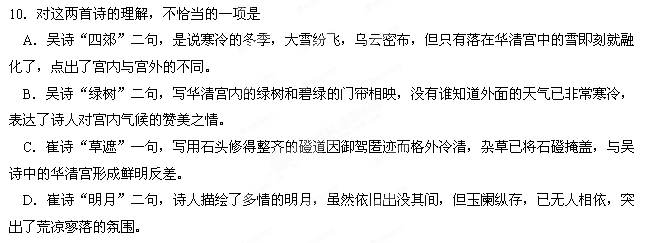 10．对这两首诗的理解，不恰当的一项是
A．吴诗“四郊”二句，是说寒冷的冬季，大雪纷飞，乌云密布，但只有落在华清宫中的雪即刻就融
化了，点出了宫内与宫外的不同。
B．吴诗“绿树”二句，写华清宫内的绿树和碧绿的门帘相映，没有谁知道外面的天气已非常寒冷，
表达了诗人对宫内气候的赞美之情。
C．崔诗“草遮”一句，写用石头修得整齐的磴道因御驾匿迹而格外冷清，杂草已将石磴掩盖，与吴
诗中的华清宫形成鲜明反差。
D．崔诗“明月”二句，诗人描绘了多情的明月，虽然依旧出没其间，但玉阑纵存，已无人相依，突
出了荒凉寥落的氛围。